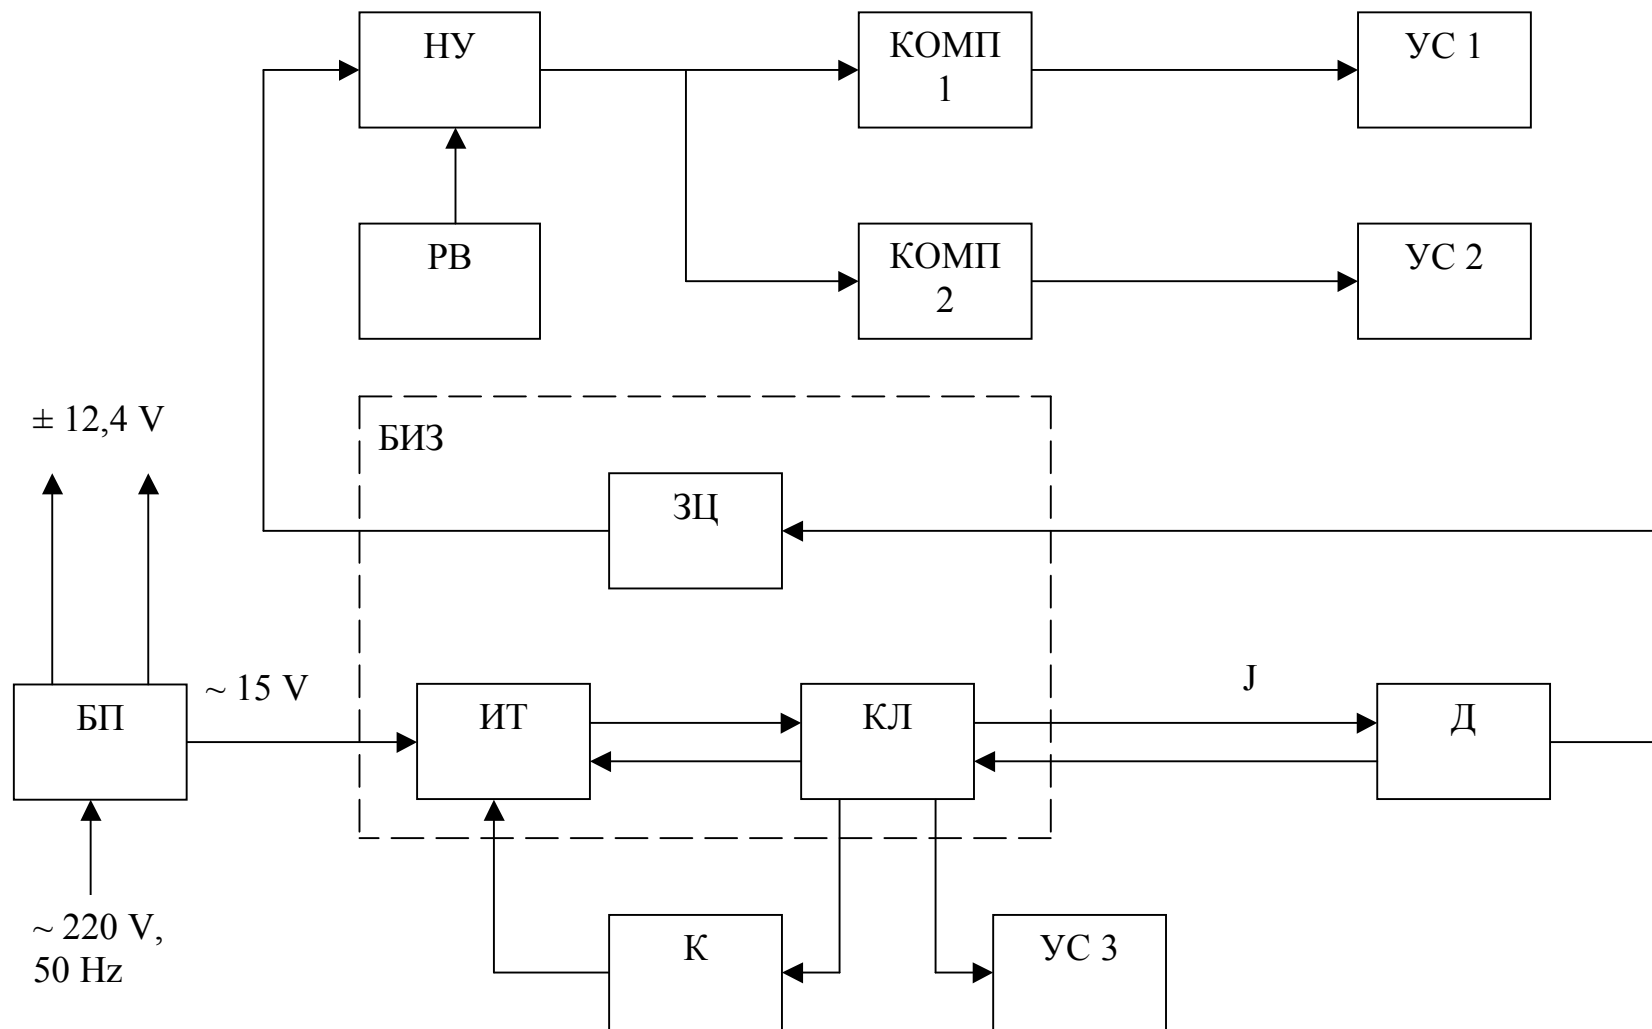 НУ
КОМП
1
УС 1
РВ
КОМП
2
УС 2
± 12,4 V
БИЗ
ЗЦ
~ 15 V
J
БП
ИТ
КЛ
Д
~ 220 V,
50 Hz
К
УС 3